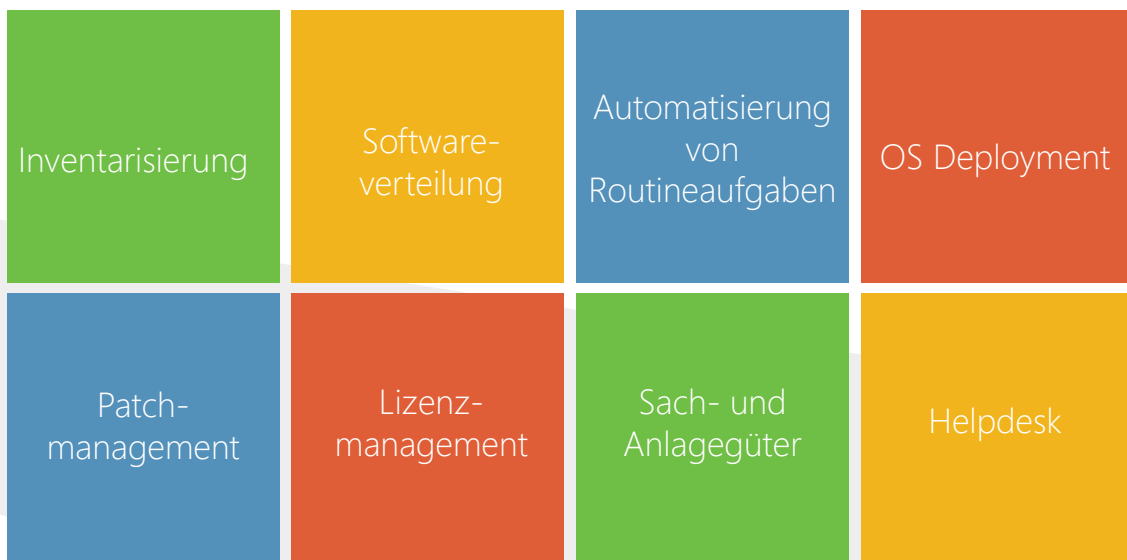 Inventarisierung
Software-
verteilung
Automatisierung
von
Routineaufgaben
OS Deployment
Patch-
management
Lizenz-
management
Sach- und
Anlagegüter
Helpdesk